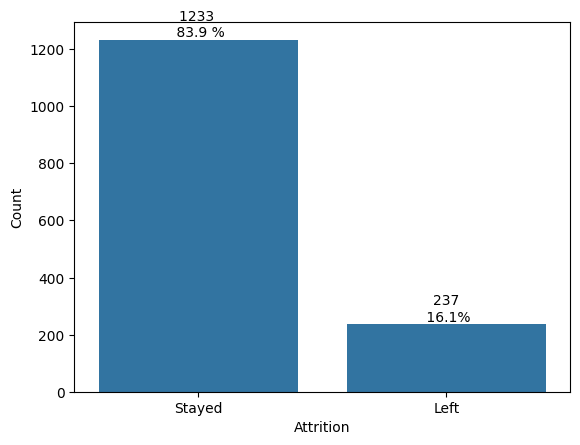 1233
83.9 %
1200
1000
800
600
400
200
0
Count
237
16.1%
Stayed
Left
Attrition